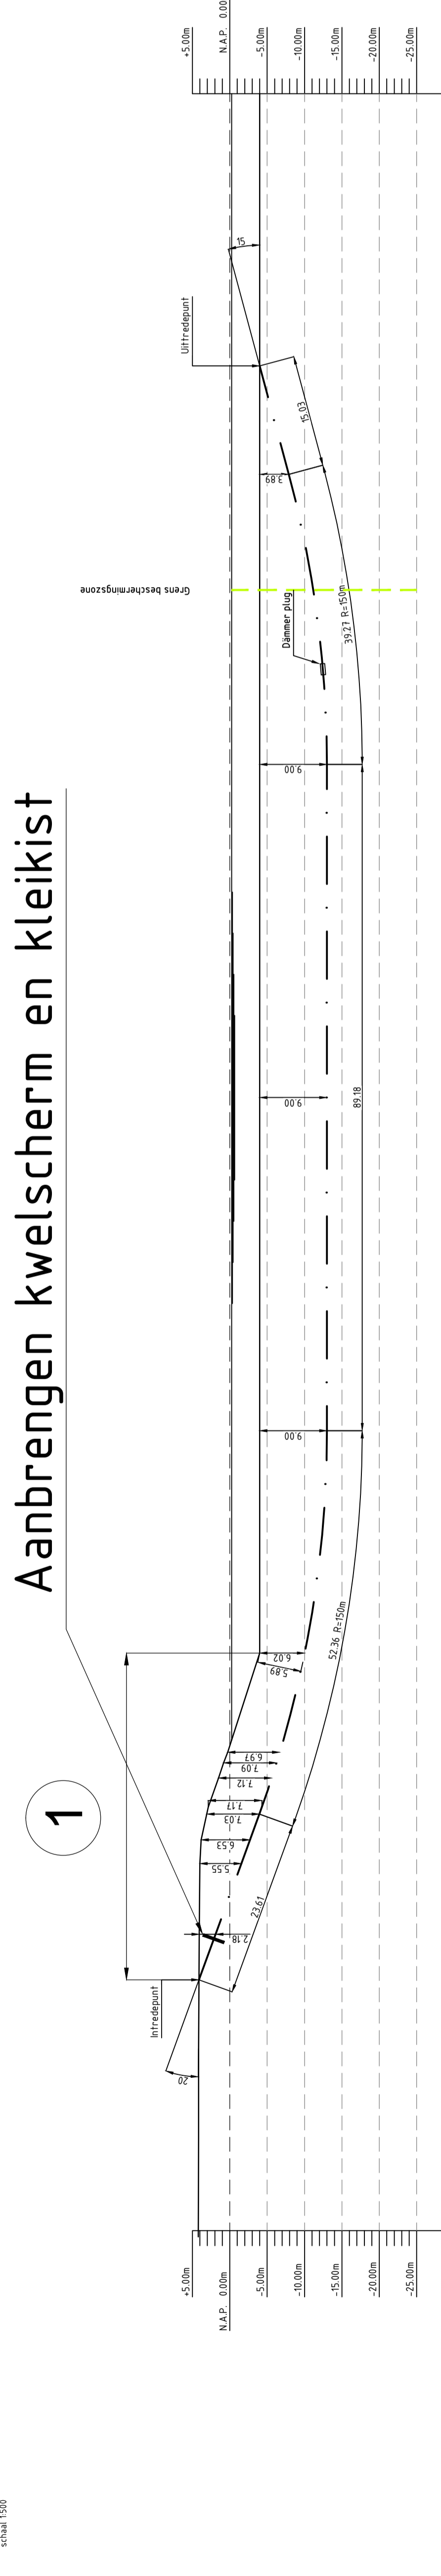 Aanbrengen kwelscherm en kleikist
1
+5.00m
N.A.P. 0.00m
-5.00m
-10.00m
-15.00m
-20.00m
-25.00m
Intredepunt
20
2.18
23.61
5.55
6.53
7.03
7.17
7.12
7.09
6.97
5.89
6.02
52.36 R=150m
9.00
9.00
89.18
9.00
Dämmer plug
39.27 R=150m
Grens beschermingszone
3.89
15.03
Uittredepunt
15
+5.00m
N.A.P. 0.00
-5.00m
-10.00m
-15.00m
-20.00m
-25.00m
schaal 1:500